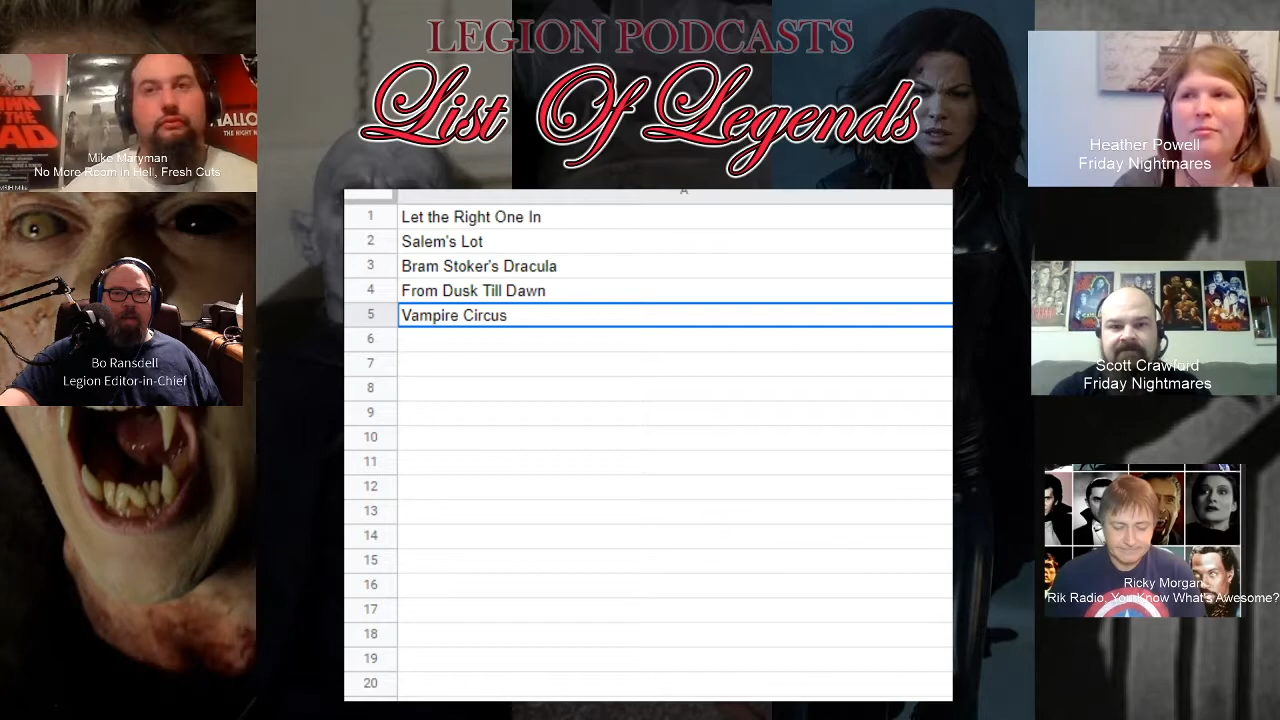 LEGION PODCASTS
List Of Legends
Mike Maryman
No More Room in Hell, Fresh Cuts
Bo Ransdell
Legion Editor-in-Chief
A
1 Let the Right One In
2 Salem's Lot
3 Bram Stoker's Dracula
4 From Dusk Till Dawn
5 Vampire Circus
6
7
8
9
10
11
12
13
14
15
16
17
18
19
20
Heather Powell
Friday Nightmares
Scott Crawford
Friday Nightmares
Ricky Morgan
Rik Radio, You Know What's Awesome?